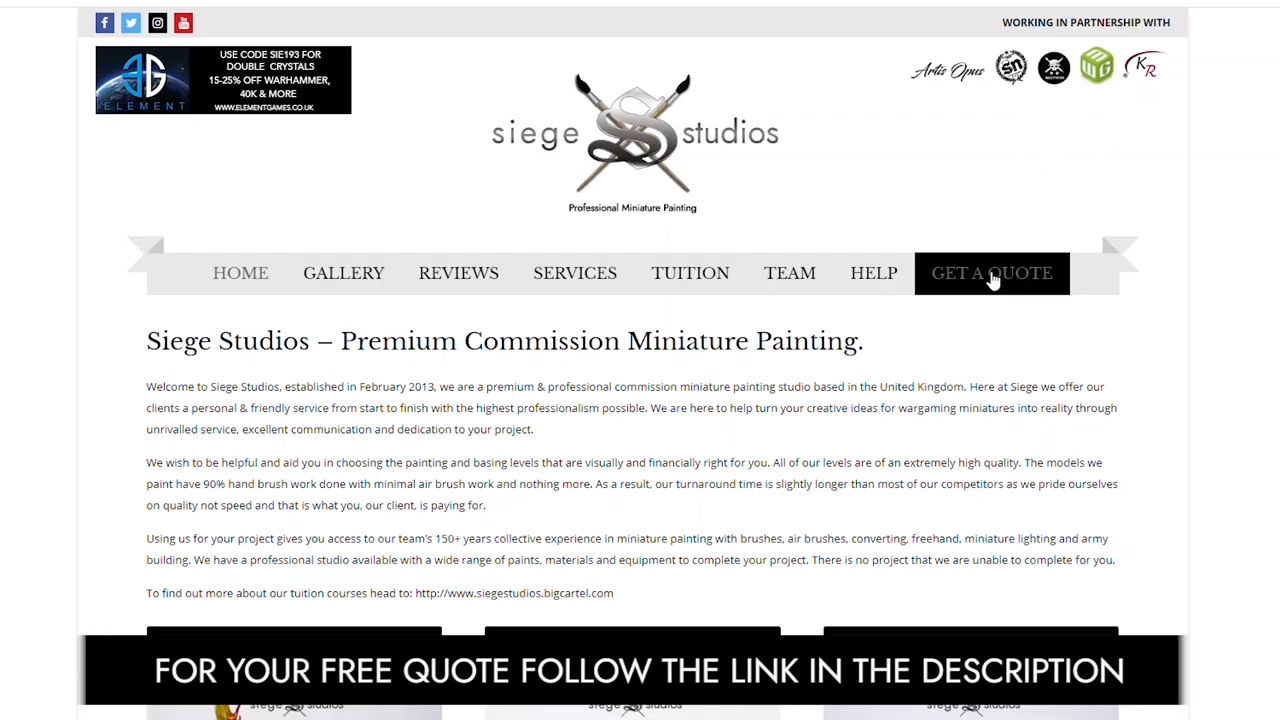 WORKING IN PARTNERSHIP WITH
USE CODE SIE193 FOR
DOUBLE CRYSTALS
15-25% OFF WARHAMMER,
40K & MORE
WWW.ELEMENTGAMES.CO.UK
ELEMENT
Artis Opus
KR
siege studios
Professional Miniature Painting
HOME GALLERY REVIEWS SERVICES TUITION TEAM HELP GET A QUOTE
Siege Studios – Premium Commission Miniature Painting.
Welcome to Siege Studios, established in February 2013, we are a premium & professional commission miniature painting studio based in the United Kingdom. Here at Siege we offer our
clients a personal & friendly service from start to finish with the highest professionalism possible. We are here to help turn your creative ideas for wargaming miniatures into reality through
unrivalled service, excellent communication and dedication to your project.
We wish to be helpful and aid you in choosing the painting and basing levels that are visually and financially right for you. All of our levels are of an extremely high quality. The models we
paint have 90% hand brush work done with minimal air brush work and nothing more. As a result, our turnaround time is slightly longer than most of our competitors as we pride ourselves
on quality not speed and that is what you, our client, is paying for.
Using us for your project gives you access to our team's 150+ years collective experience in miniature painting with brushes, air brushes, converting, freehand, miniature lighting and army
building. We have a professional studio available with a wide range of paints, materials and equipment to complete your project. There is no project that we are unable to complete for you.
To find out more about our tuition courses head to: http://www.siegestudios.bigcartel.com
FOR YOUR FREE QUOTE FOLLOW THE LINK IN THE DESCRIPTION